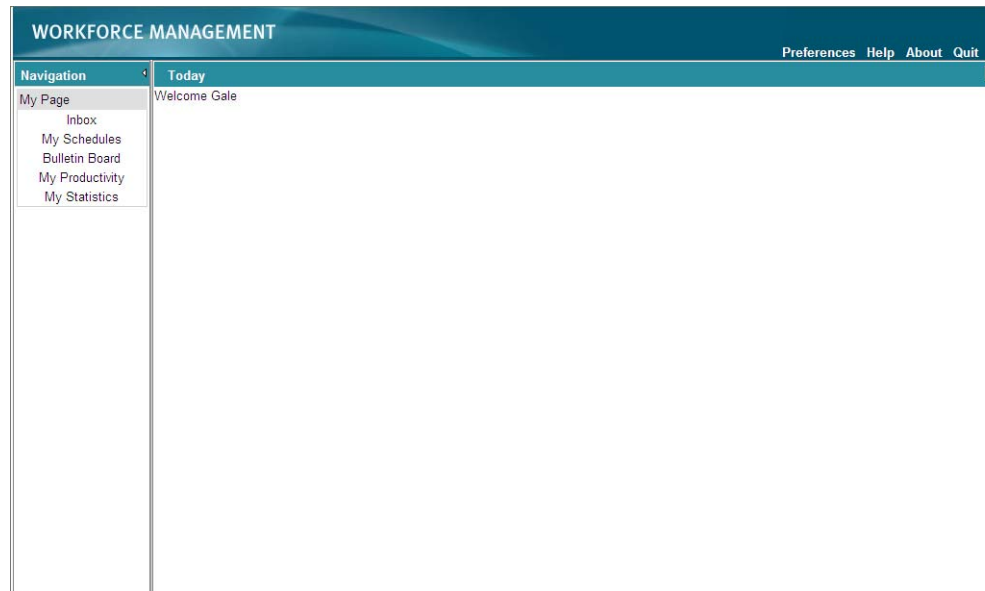 WORKFORCE MANAGEMENT
Preferences Help About Quit
Navigation
Today
My Page
Welcome Gale
Inbox
My Schedules
Bulletin Board
My Productivity
My Statistics